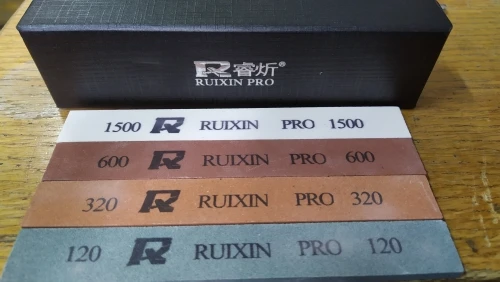 R 睿炘®
RUIXIN PRO
1500 R RUIXIN PRO 1500
600 R RUIXIN PRO 600
320 R RUIXIN PRO 320
120 R RUIXIN PRO 120